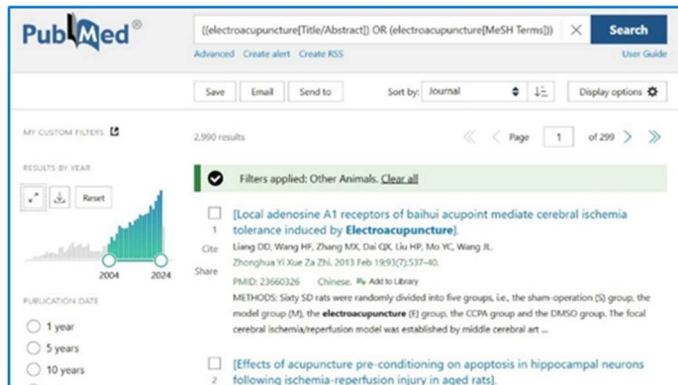 PubMed®
((electroacupuncture[Title/Abstract]) OR (electroacupuncture[MeSH Terms]))
Search
Advanced Create alert Create RSS
User Guide
Save Email Send to
Sort by: Journal
Display options
MY CUSTOM FILTERS
2,990 results
Page 1 of 299
RESULTS BY YEAR
Filters applied: Other Animals. Clear all
Reset
2004 2024
PUBLICATION DATE
1 year
5 years
10 years
[Local adenosine A1 receptors of baihui acupoint mediate cerebral ischemia
1 tolerance induced by Electroacupuncture].
Cite Liang DD, Wang HF, Zhang MX, Dai QX, Liu HP, Mo YC, Wang JL.
Zhonghua Yi Xue Za Zhi. 2013 Feb 19;93(7):537-40.
Share
PMID: 23660326 Chinese. Add to Library
METHODS: Sixty SD rats were randomly divided into five groups, i.e., the sham-operation (S) group, the
model group (M), the electroacupuncture (E) group, the CCPA group and the DMSO group. The focal
cerebral ischemia/reperfusion model was established by middle cerebral art ...
[Effects of acupuncture pre-conditioning on apoptosis in hippocampal neurons
2 following ischemia-reperfusion injury in aged rats].